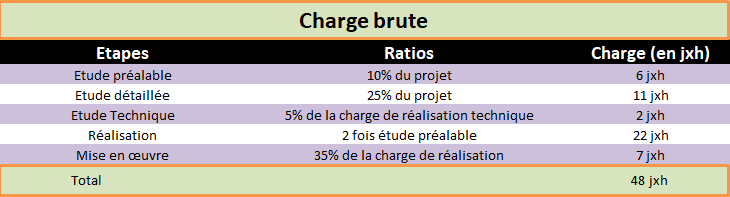 Charge brute
Etapes Ratios Charge (en jxh)
Etude préalable 10% du projet 6 jxh
Etude détaillée 25% du projet 11 jxh
Etude Technique 5% de la charge de réalisation technique 2 jxh
Réalisation 2 fois étude préalable 22 jxh
Mise en œuvre 35% de la charge de réalisation 7 jxh
Total 48 jxh